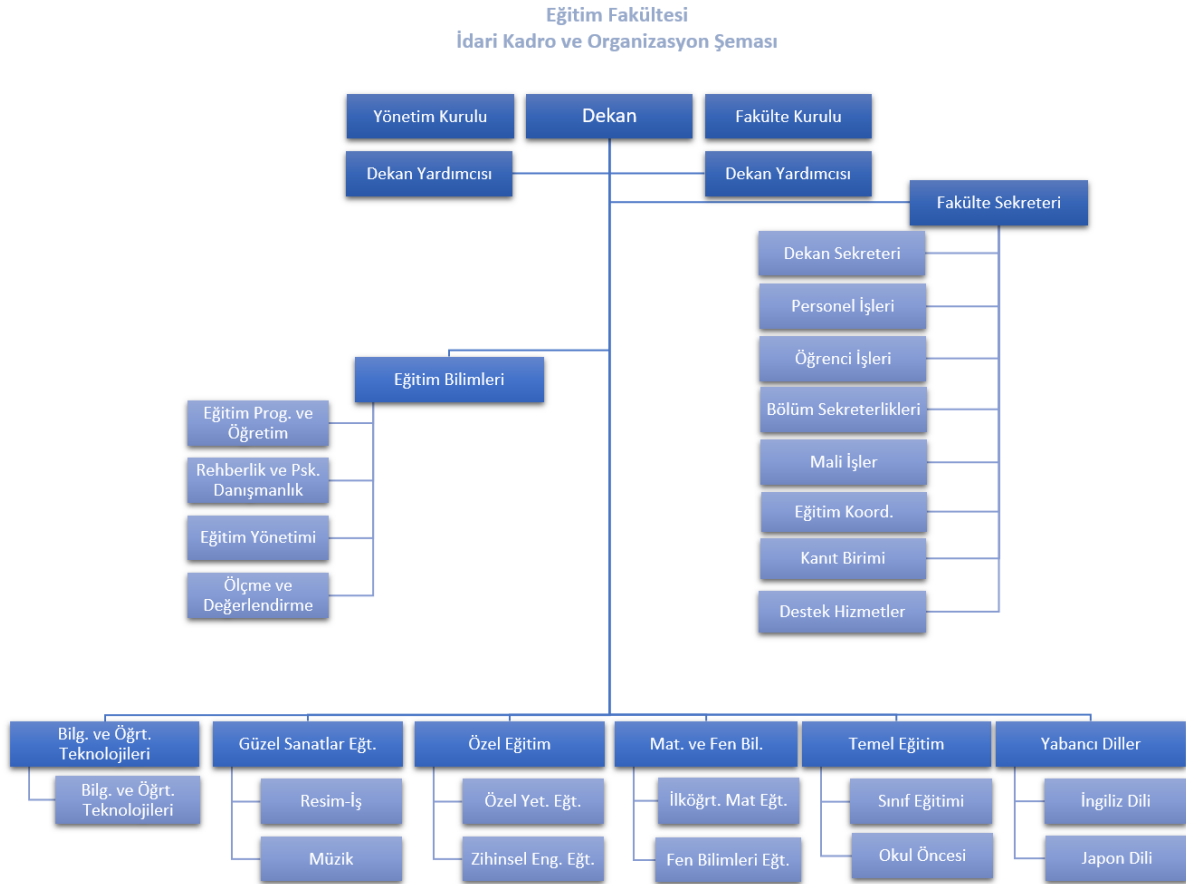 Eğitim Fakültesi
İdari Kadro ve Organizasyon Şeması
Yönetim Kurulu
Dekan
Fakülte Kurulu
Dekan Yardımcısı
Dekan Yardımcısı
Fakülte Sekreteri
Dekan Sekreteri
Personel İşleri
Öğrenci İşleri
Bölüm Sekreterlikleri
Mali İşler
Eğitim Koord.
Kanıt Birimi
Destek Hizmetler
Eğitim Bilimleri
Eğitim Prog. ve
Öğretim
Rehberlik ve Psk.
Danışmanlık
Eğitim Yönetimi
Ölçme ve
Değerlendirme
Bilg. ve Öğrt.
Teknolojileri
Bilg. ve Öğrt.
Teknolojileri
Güzel Sanatlar Eğt.
Resim-İş
Müzik
Özel Eğitim
Özel Yet. Eğt.
Zihinsel Eng. Eğt.
Mat. ve Fen Bil.
İlköğrt. Mat Eğt.
Fen Bilimleri Eğt.
Temel Eğitim
Sınıf Eğitimi
Okul Öncesi
Yabancı Diller
İngiliz Dili
Japon Dili